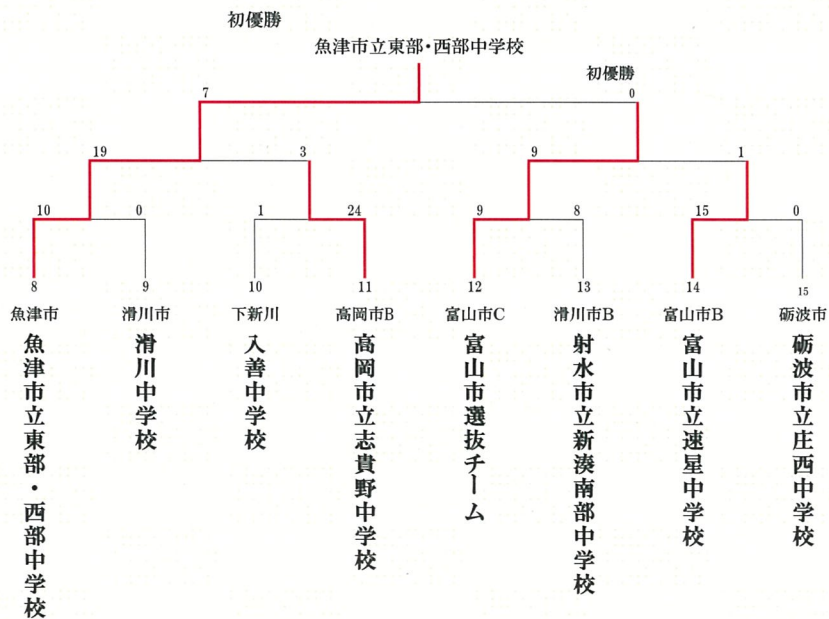 初優勝
魚津市立東部・西部中学校
初優勝
7
0
19
3
9
1
10
0
1
24
9
8
15
0
8
9
10
11
12
13
14
15
魚津市
滑川市
下新川
高岡市B
富山市C
滑川市B
富山市B
砺波市
魚津市立東部・西部中学校
滑川中学校
入善中学校
高岡市立志貴野中学校
富山市選抜チーム
射水市立新湊南部中学校
富山市立速星中学校
砺波市立庄西中学校